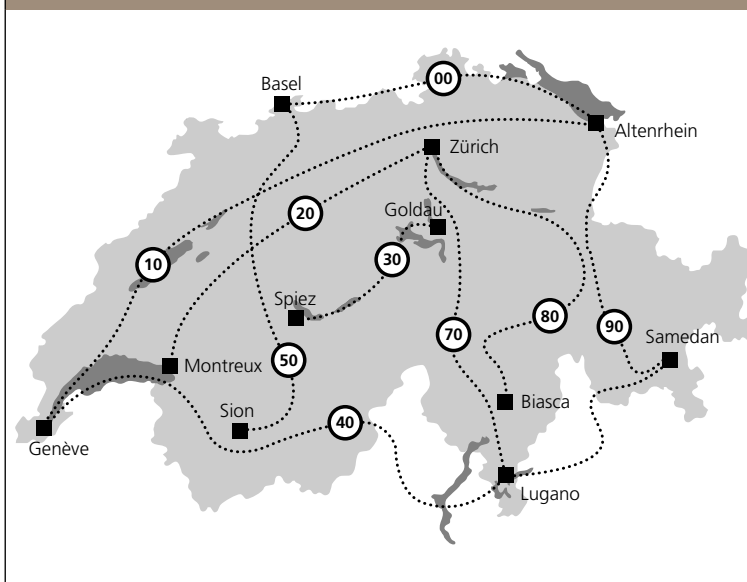 00
Basel
Altenrhein
Zürich
20
Goldau
10
30
Spiez
80
90
70
Samedan
50
Montreux
Biasca
Sion
40
Genève
Lugano